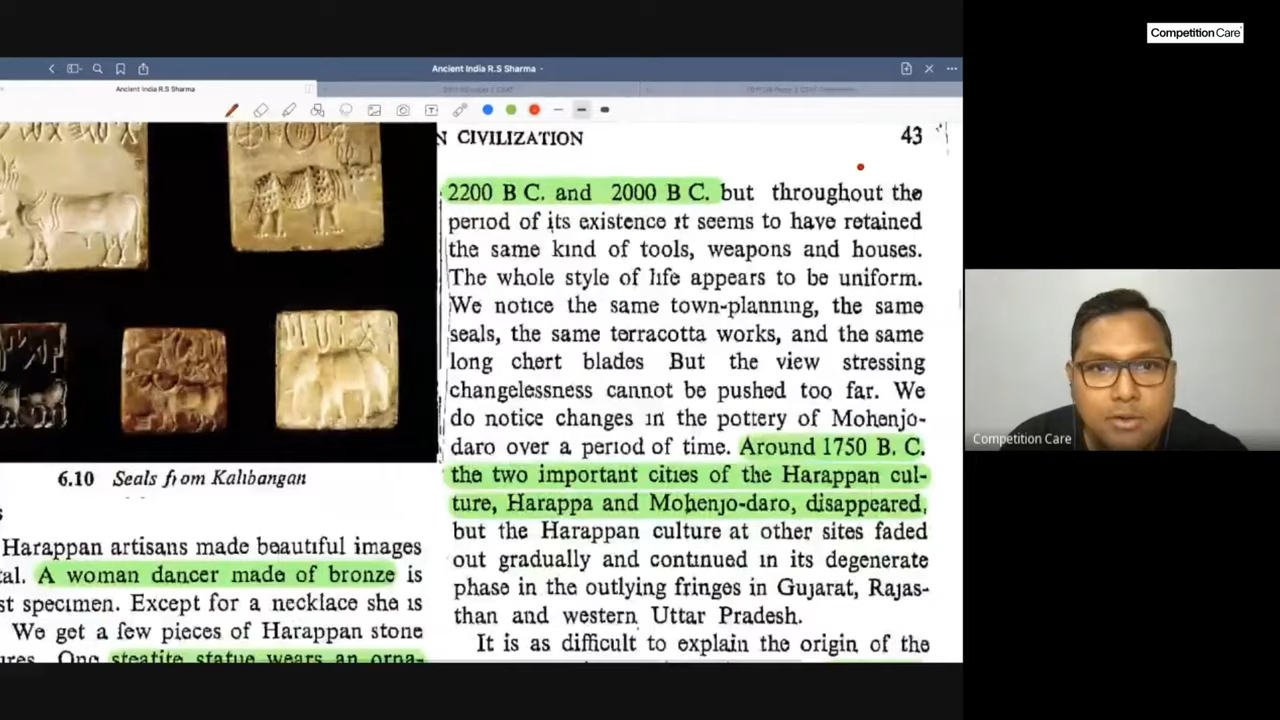 CompetitionCare
Ancient India R.S Sharma
Ancient India R.S Sharma
N CIVILIZATION
43
2200 B C. and 2000 B C. but throughout the
period of its existence it seems to have retained
the same kind of tools, weapons and houses.
The whole style of life appears to be uniform.
We notice the same town-planning, the same
seals, the same terracotta works, and the same
long chert blades But the view stressing
changelessness cannot be pushed too far. We
do notice changes in the pottery of Mohenjo-
daro over a period of time. Around 1750 B. C.
the two important cities of the Harappan cul-
ture, Harappa and Mohenjo-daro, disappeared,
but the Harappan culture at other sites faded
out gradually and continued in its degenerate
phase in the outlying fringes in Gujarat, Rajas-
than and western Uttar Pradesh.
It is as difficult to explain the origin of the
6.10 Seals from Kalibangan
s
Harappan artisans made beautiful images
tal. A woman dancer made of bronze is
st specimen. Except for a necklace she is
We get a few pieces of Harappan stone
ures. One steatite statue wears an orna-
Competition Care